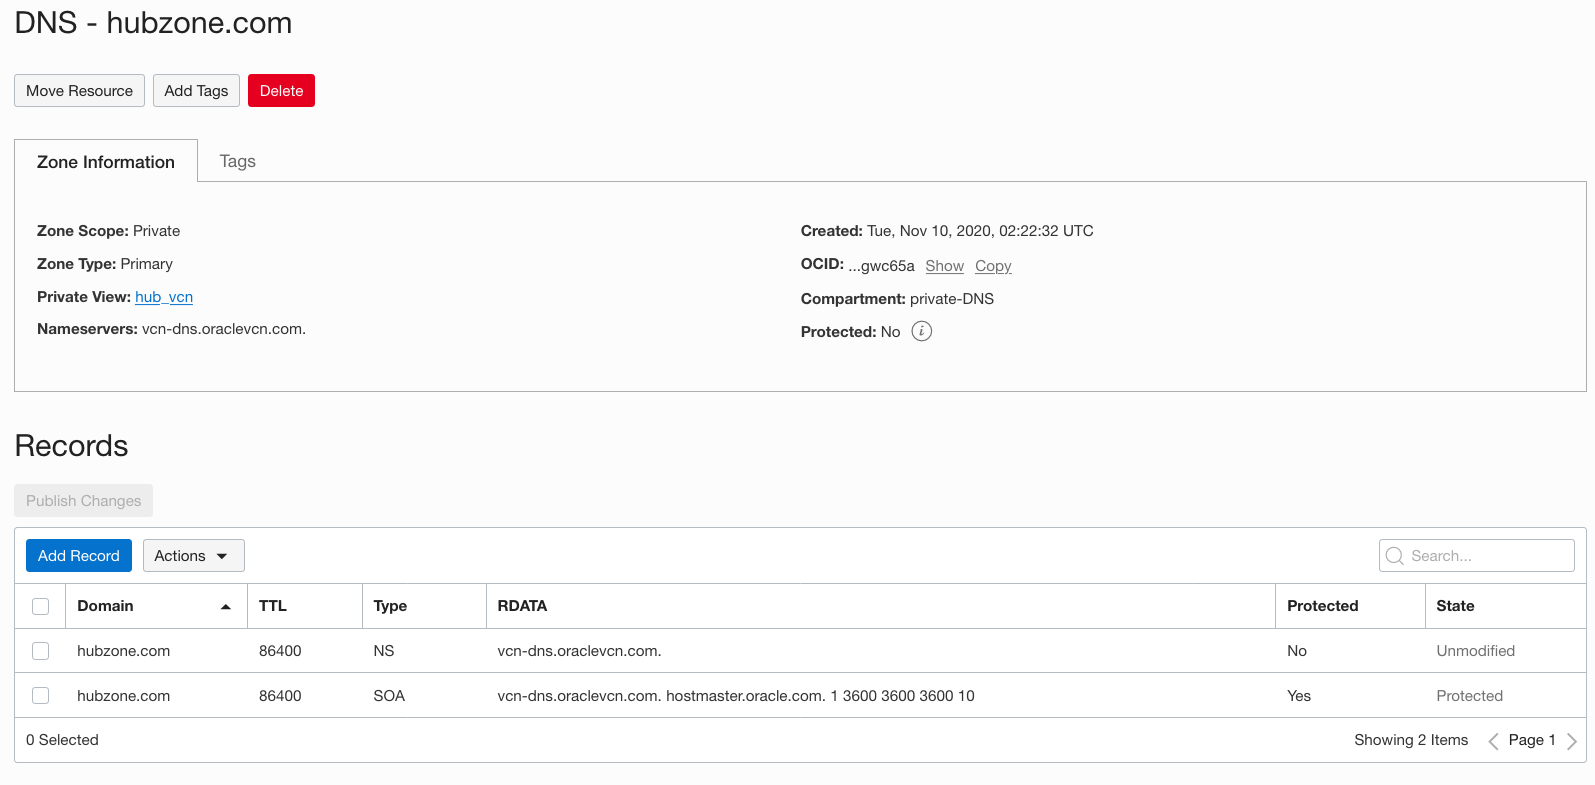 DNS - hubzone.com
Move Resource Add Tags Delete
Zone Information Tags
Zone Scope: Private Created: Tue, Nov 10, 2020, 02:22:32 UTC
Zone Type: Primary OCID: ...gwc65a Show Copy
Private View: hub_vcn Compartment: private-DNS
Nameservers: vcn-dns.oraclevcn.com. Protected: No i
Records
Publish Changes
Add Record Actions Search...
Domain TTL Type RDATA Protected State
hubzone.com 86400 NS vcn-dns.oraclevcn.com. No Unmodified
hubzone.com 86400 SOA vcn-dns.oraclevcn.com. hostmaster.oracle.com. 1 3600 3600 3600 10 Yes Protected
0 Selected Showing 2 Items Page 1